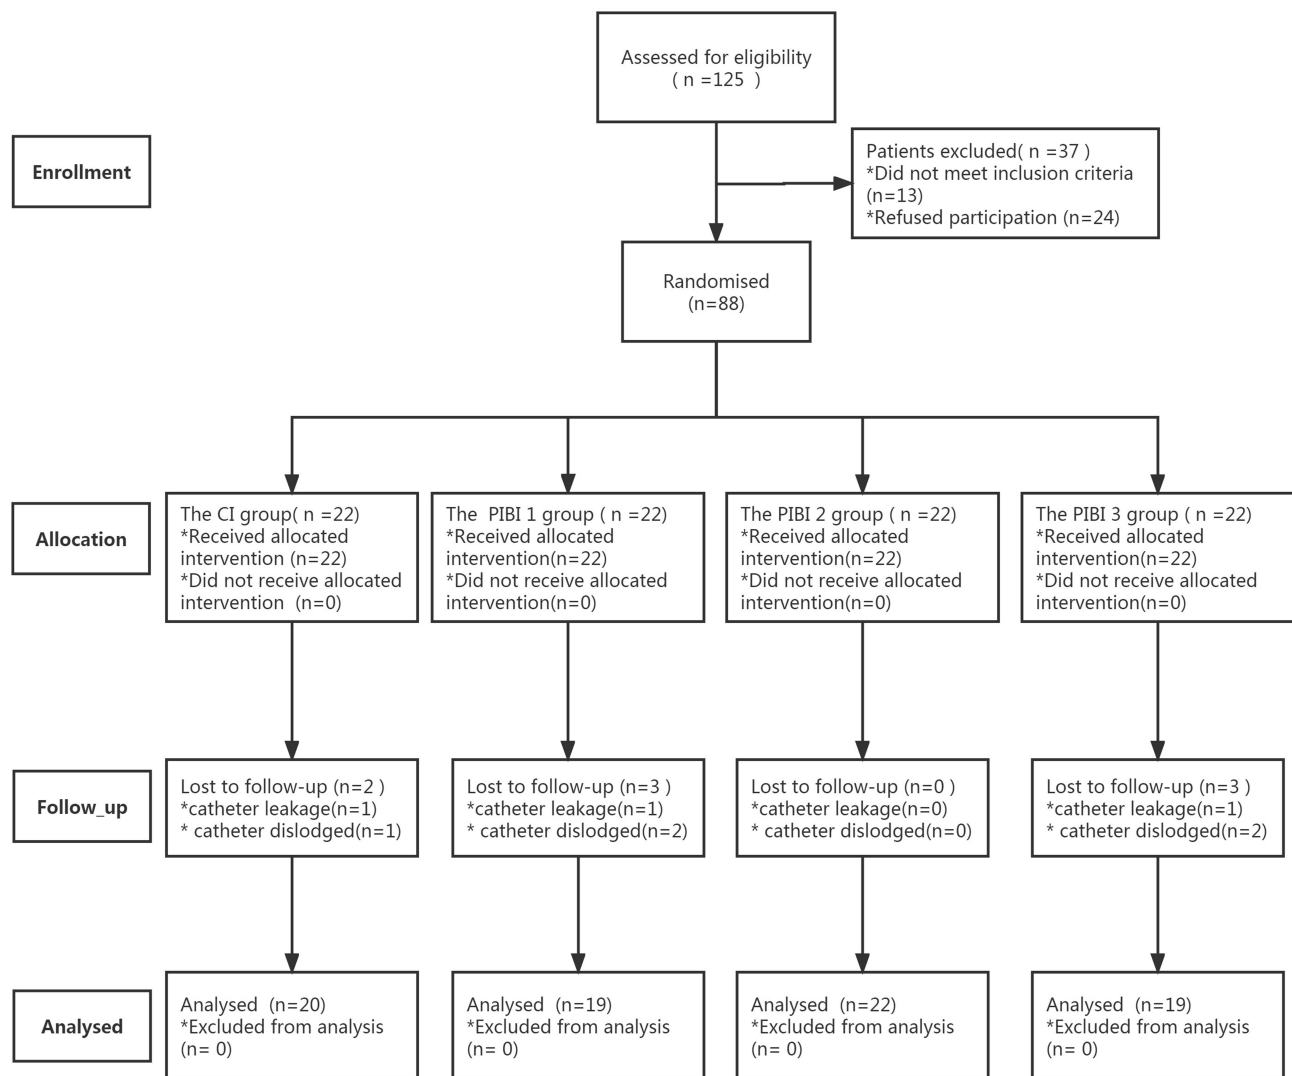 Assessed for eligibility
( n =125  )
Enrollment
Patients excluded( n =37 )
*Did not meet inclusion criteria
(n=13)
*Refused participation (n=24)
Randomised
(n=88)
Allocation
The CI group( n =22)
*Received allocated
intervention (n=22)
*Did not receive allocated
intervention  (n=0)
The  PIBI 1 group ( n =22)
*Received allocated
intervention(n=22)
*Did not receive allocated
intervention(n=0)
The PIBI 2 group ( n =22)
*Received allocated
intervention(n=22)
*Did not receive allocated
intervention(n=0)
The PIBI 3 group ( n =22)
*Received allocated
intervention(n=22)
*Did not receive allocated
intervention(n=0)
Follow_up
Lost to follow-up (n=2 )
*catheter leakage(n=1)
* catheter dislodged(n=1)
Lost to follow-up (n=3 )
*catheter leakage(n=1)
* catheter dislodged(n=2)
Lost to follow-up (n=0 )
*catheter leakage(n=0)
* catheter dislodged(n=0)
Lost to follow-up (n=3 )
*catheter leakage(n=1)
* catheter dislodged(n=2)
Analysed
Analysed  (n=20)
*Excluded from analysis
(n= 0)
Analysed  (n=19)
*Excluded from analysis
(n= 0)
Analysed  (n=22)
*Excluded from analysis
(n= 0)
Analysed  (n=19)
*Excluded from analysis
(n= 0)